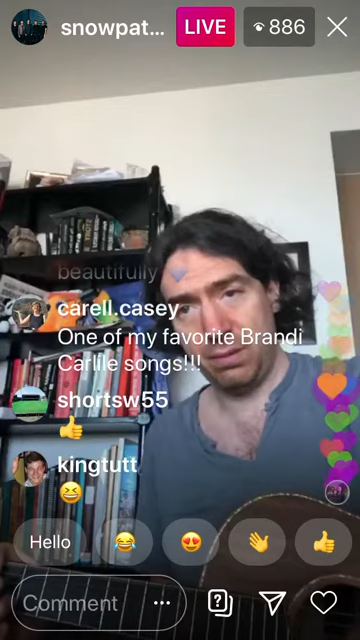 snowpat...
LIVE
886
beautifully
carell.casey
One of my favorite Brandi
Carlile songs!!!
shortsw55
👍
kingtutt
😆
Hello
😂
😍
👋
👍
Comment